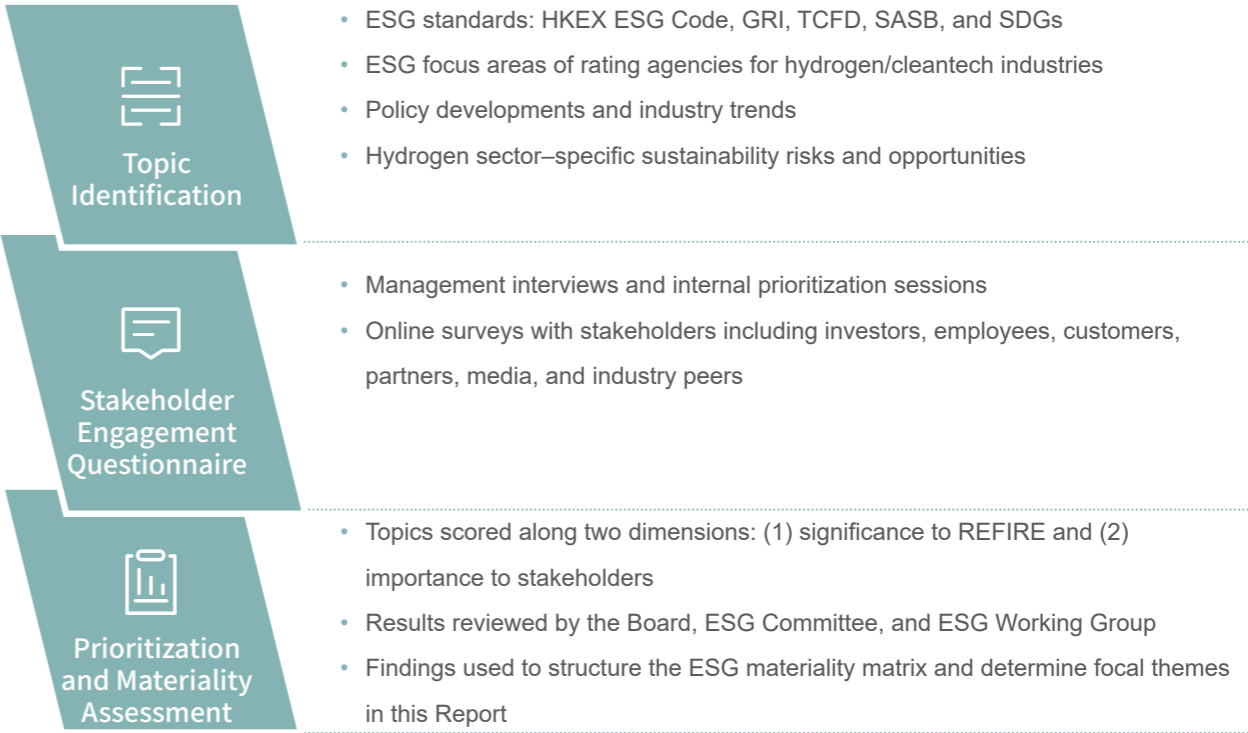 Topic
Identification
• ESG standards: HKEX ESG Code, GRI, TCFD, SASB, and SDGs
• ESG focus areas of rating agencies for hydrogen/cleantech industries
• Policy developments and industry trends
• Hydrogen sector–specific sustainability risks and opportunities
Stakeholder
Engagement
Questionnaire
• Management interviews and internal prioritization sessions
• Online surveys with stakeholders including investors, employees, customers,
partners, media, and industry peers
Prioritization
and Materiality
Assessment
• Topics scored along two dimensions: (1) significance to REFIRE and (2)
importance to stakeholders
• Results reviewed by the Board, ESG Committee, and ESG Working Group
• Findings used to structure the ESG materiality matrix and determine focal themes
in this Report